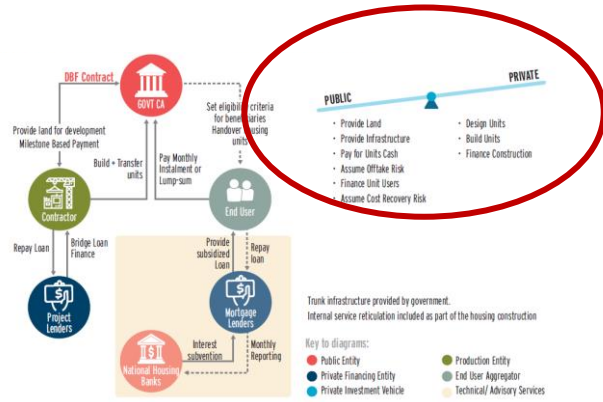 DBF Contract
GOVT CA
Provide land for development
Milestone Based Payment
Build + Transfer
units
Pay Monthly
Instalment or
Lump-sum
Set eligibility criteria
for beneficiaries
Handover housing
units
Contractor
End User
Repay Loan
Bridge Loan
Finance
Project
Lenders
Provide
subsidized
Loan
Repay
loan
Mortgage
Lenders
National Housing
Banks
Interest
subvention
Monthly
Reporting
PUBLIC
PRIVATE
• Provide Land
• Provide Infrastructure
• Pay for Units Cash
• Assume Offtake Risk
• Finance Unit Users
• Assume Cost Recovery Risk
• Design Units
• Build Units
• Finance Construction
Trunk infrastructure provided by government.
Internal service reticulation included as part of the housing construction
Key to diagrams:
Public Entity
Private Financing Entity
Private Investment Vehicle
Production Entity
End User Aggregator
Technical/ Advisory Services